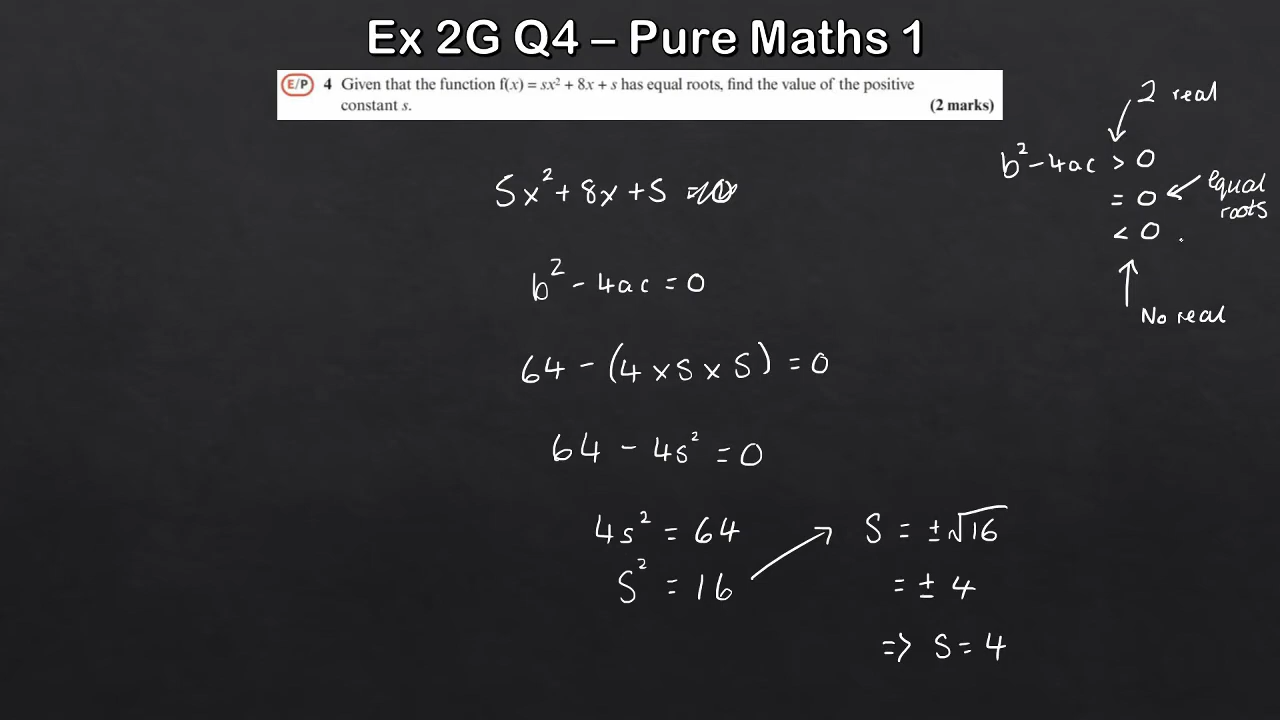 Ex 2G Q4 – Pure Maths 1
E/P 4 Given that the function f(x) = sx² + 8x + s has equal roots, find the value of the positive
constant s. (2 marks)
2 real
b² - 4ac > 0
= 0 equal roots
< 0
No real
Sx² + 8x + S
b² - 4ac = 0
64 - (4 × S × S) = 0
64 - 4s² = 0
4s² = 64
S² = 16
S = ±√16
= ± 4
=> S = 4